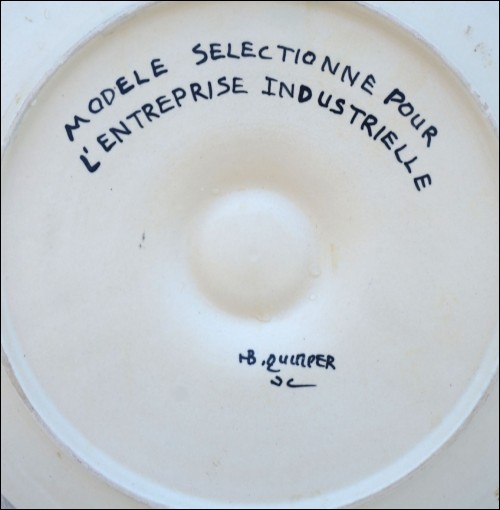 MODELE SELECTIONNE POUR
L'ENTREPRISE INDUSTRIELLE
HB.QUIMPER